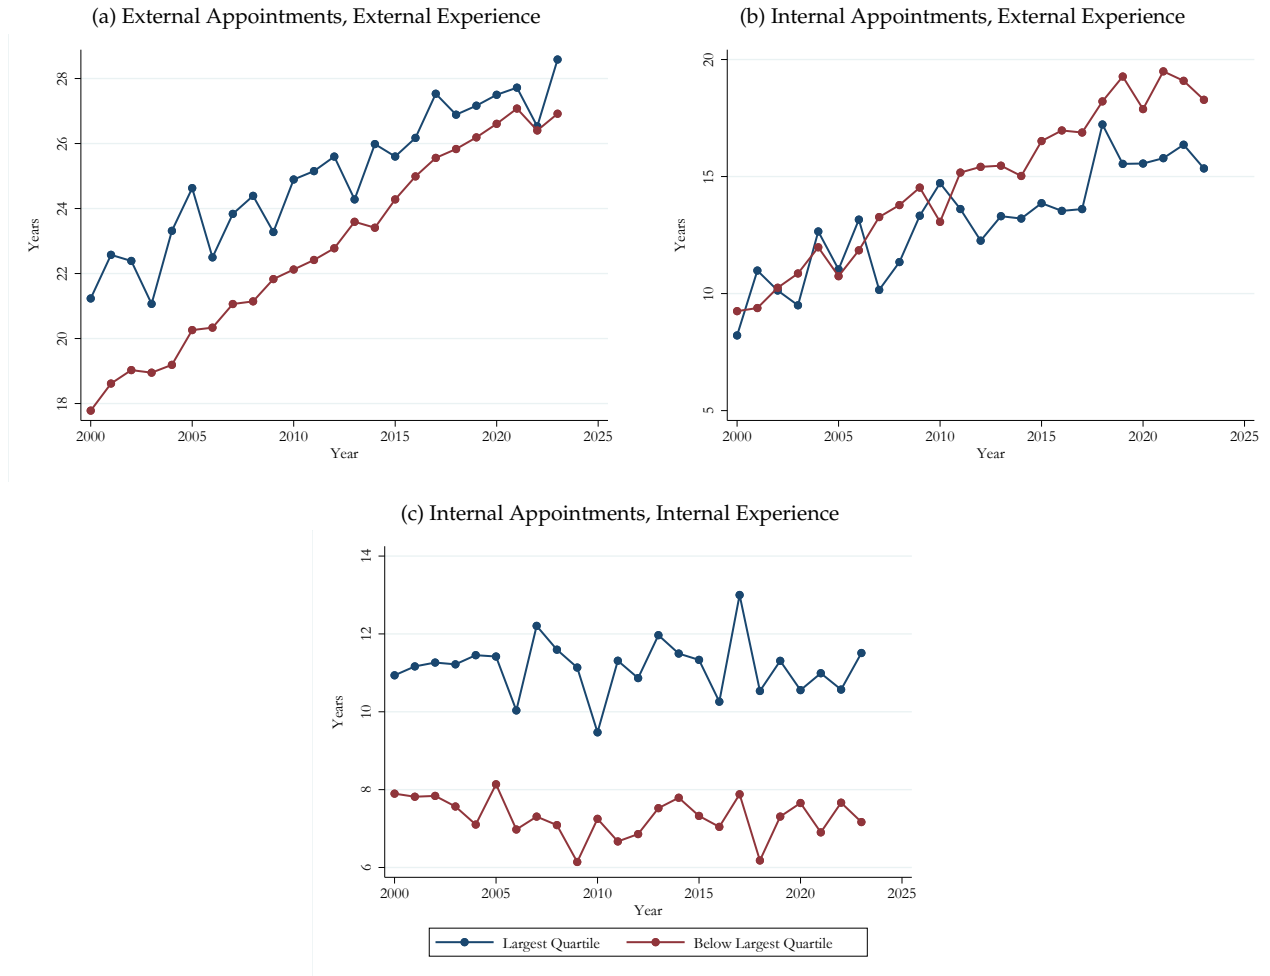 (a) External Appointments, External Experience
28
26
24
22
20
18
Years
2000 2005 2010 2015 2020 2025
Year
(b) Internal Appointments, External Experience
20
15
10
5
Years
2000 2005 2010 2015 2020 2025
Year
(c) Internal Appointments, Internal Experience
14
12
10
8
6
Years
2000 2005 2010 2015 2020 2025
Year
Largest Quartile Below Largest Quartile